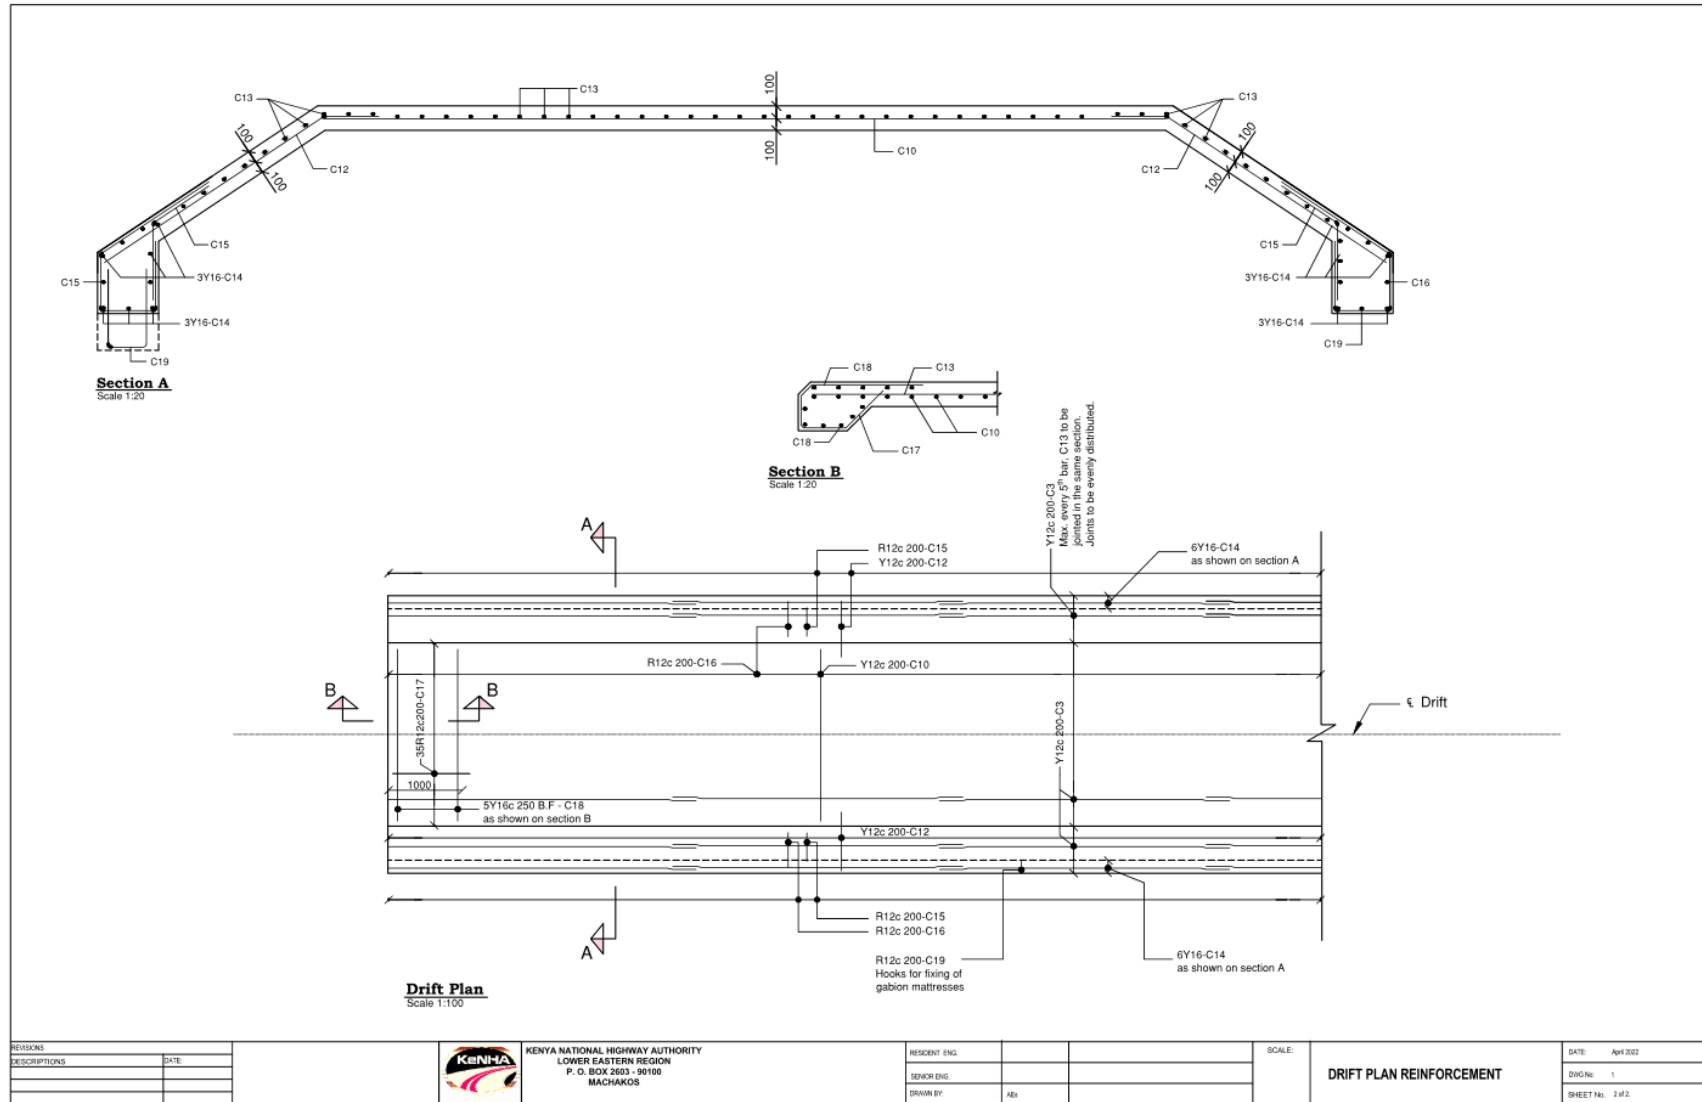 C13
C13
100
C13
100
C12
100
100
C10
C12
100
100
C15
C15
3Y16-C14
C15
3Y16-C14
C19
3Y16-C14
C16
3Y16-C14
C19
Section A
Scale 1:20
C18
C13
C18
C17
C10
Section B
Scale 1:20
Y12c 200-C3
Max. every 5th bar, C13 to be
jointed in the same section.
Joints to be evenly distributed.
A
R12c 200-C15
Y12c 200-C12
6Y16-C14
as shown on section A
R12c 200-C16
Y12c 200-C10
B
B
35R12c200-C17
Y12c 200-C3
℄ Drift
1000
5Y16c 250 B.F - C18
as shown on section B
Y12c 200-C12
R12c 200-C15
R12c 200-C16
A
R12c 200-C19
Hooks for fixing of
gabion mattresses
6Y16-C14
as shown on section A
Drift Plan
Scale 1:100
REVISIONS
DESCRIPTIONS
DATE:
KeNHA
KENYA NATIONAL HIGHWAY AUTHORITY
LOWER EASTERN REGION
P. O. BOX 2603 - 90100
MACHAKOS
RESIDENT ENG.
SENIOR ENG.
DRAWN BY:
AEs
SCALE:
DRIFT PLAN REINFORCEMENT
DATE: April 2022
DWG No: 1
SHEET No. 2 of 2.